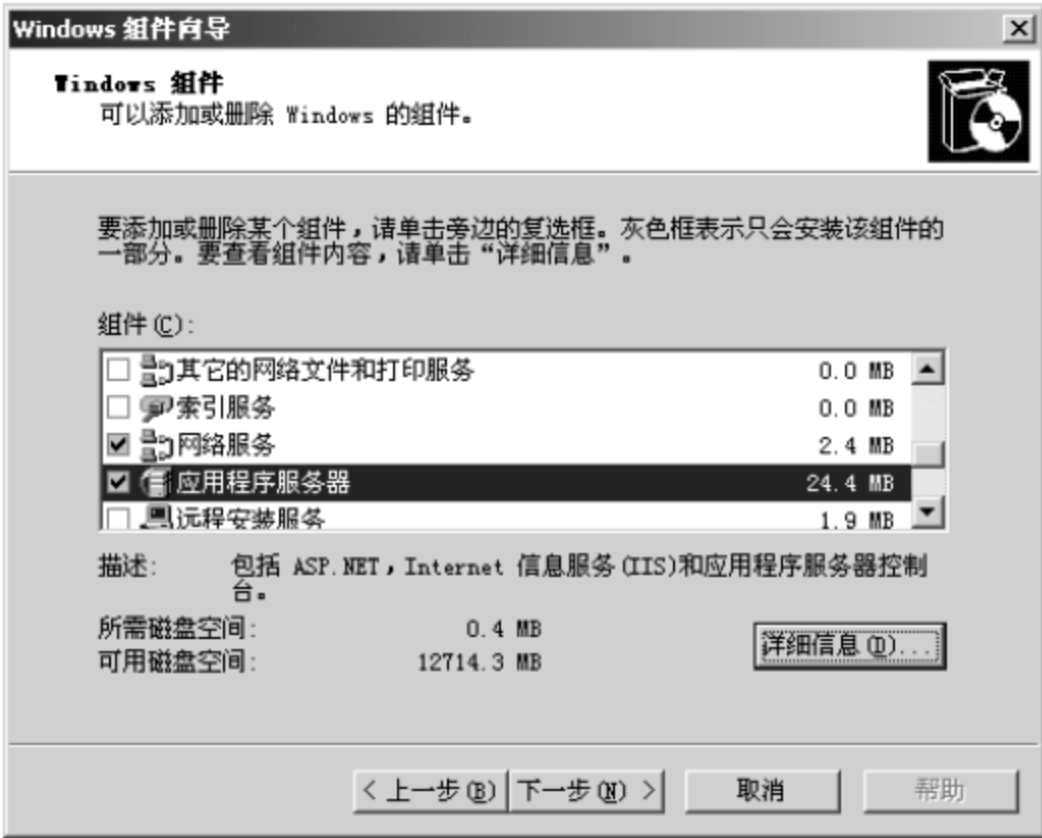 Windows 组件向导
Windows 组件
可以添加或删除 Windows 的组件。
要添加或删除某个组件，请单击旁边的复选框。灰色框表示只会安装该组件的
一部分。要查看组件内容，请单击“详细信息”。
组件(C):
其它的网络文件和打印服务 0.0 MB
索引服务 0.0 MB
网络服务 2.4 MB
应用程序服务器 24.4 MB
远程安装服务 1.9 MB
描述: 包括 ASP.NET，Internet 信息服务(IIS)和应用程序服务器控制
台。
所需磁盘空间: 0.4 MB
可用磁盘空间: 12714.3 MB
详细信息(D)...
< 上一步(B) 下一步(N) > 取消 帮助